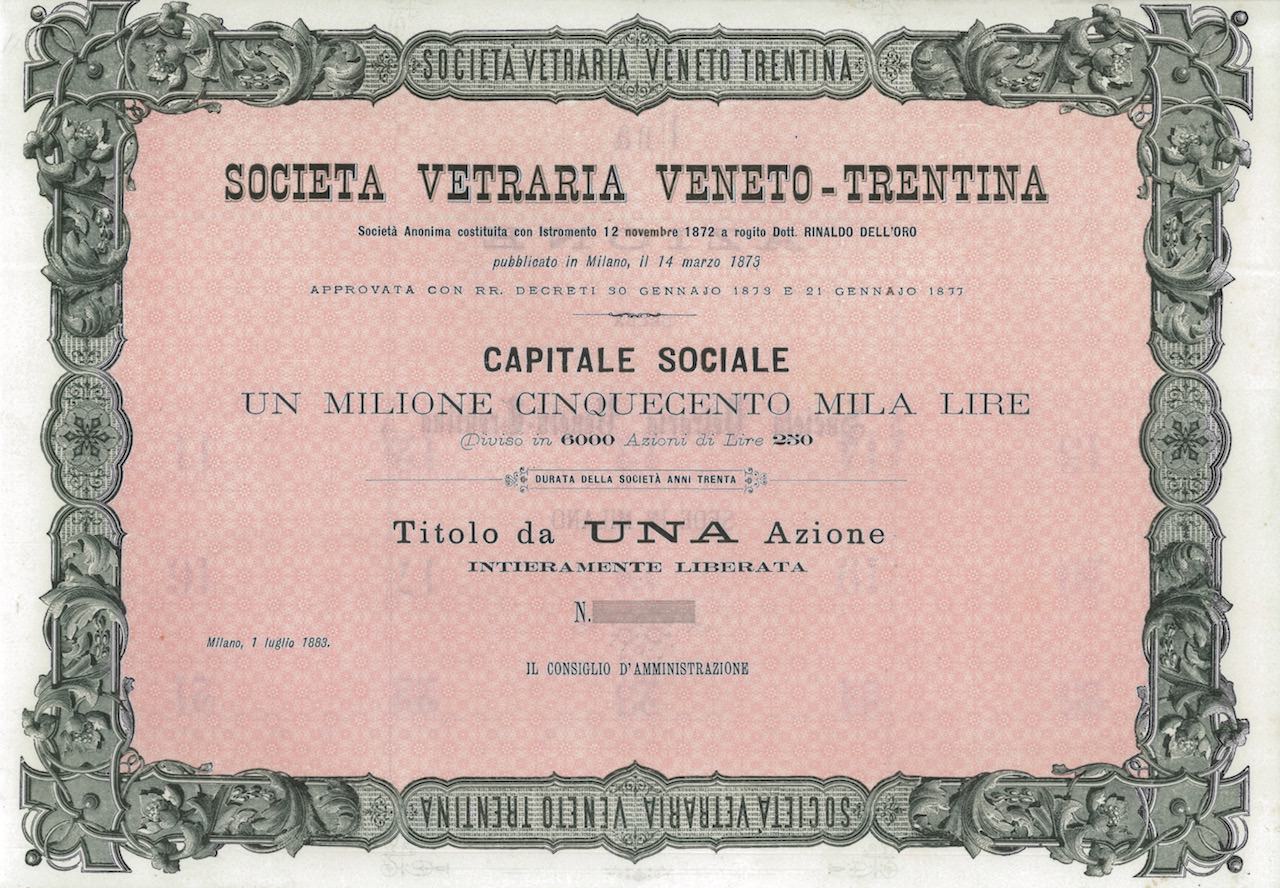 SOCIETÀ VETRARIA VENETO TRENTINA
SOCIETA VETRARIA VENETO-TRENTINA
Società Anonima costituita con Istromento 12 novembre 1872 a rogito Dott. RINALDO DELL'ORO
pubblicato in Milano, il 14 marzo 1873
APPROVATA CON RR. DECRETI 30 GENNAJO 1873 E 21 GENNAJO 1877
CAPITALE SOCIALE
UN MILIONE CINQUECENTO MILA LIRE
Diviso in 6000 Azioni di Lire 250
DURATA DELLA SOCIETÀ ANNI TRENTA
Titolo da UNA Azione
INTIERAMENTE LIBERATA
N.
Milano, 1 luglio 1883.
IL CONSIGLIO D'AMMINISTRAZIONE
SOCIETÀ VETRARIA VENETO TRENTINA